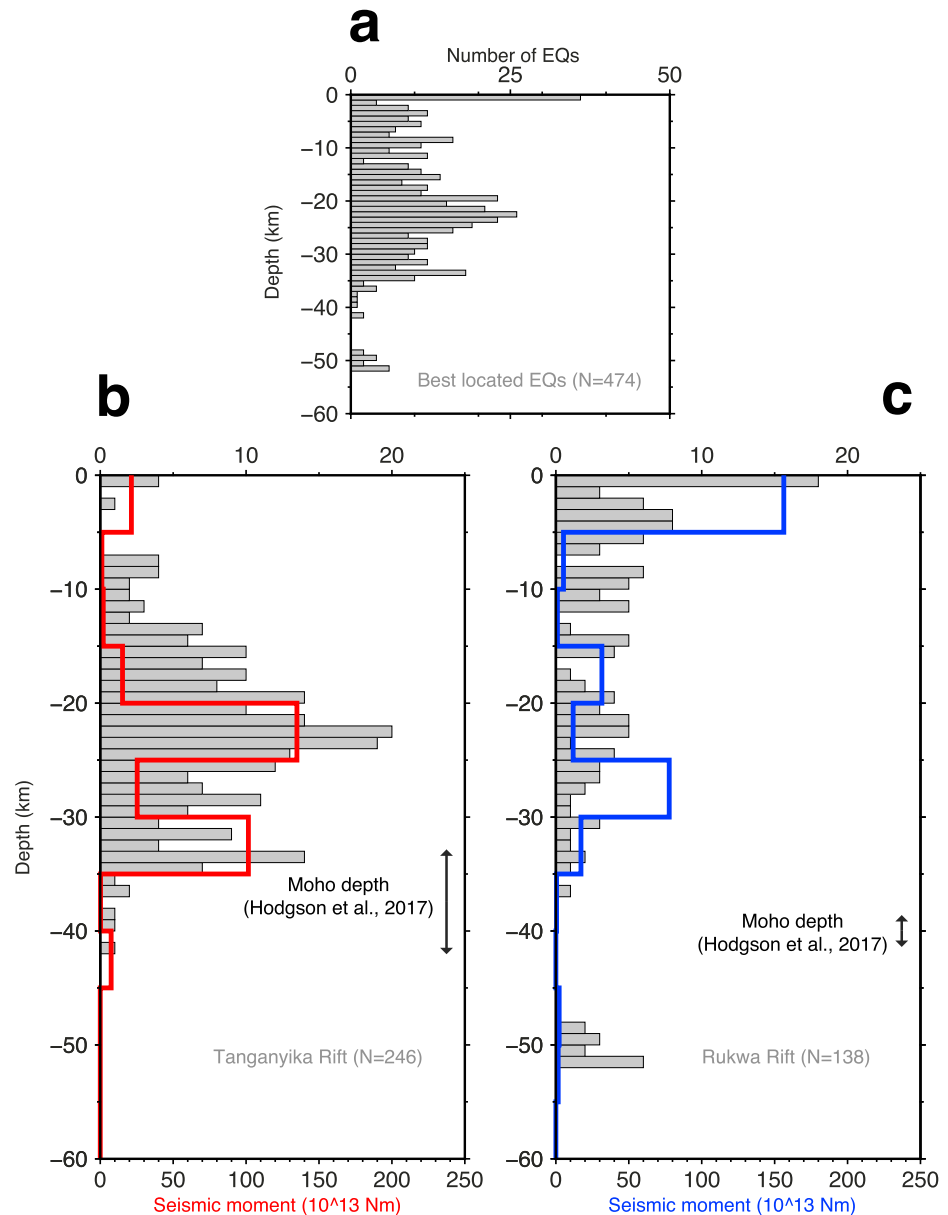 a
Number of EQs
0 25 50
0
−10
−20
−30
−40
−50
−60
Depth (km)
Best located EQs (N=474)
b
0 10 20
0
−10
−20
−30
−40
−50
−60
Depth (km)
Moho depth
(Hodgson et al., 2017)
Tanganyika Rift (N=246)
0 50 100 150 200 250
Seismic moment (10^13 Nm)
c
0 10 20
0
−10
−20
−30
−40
−50
−60
Moho depth
(Hodgson et al., 2017)
Rukwa Rift (N=138)
0 50 100 150 200 250
Seismic moment (10^13 Nm)